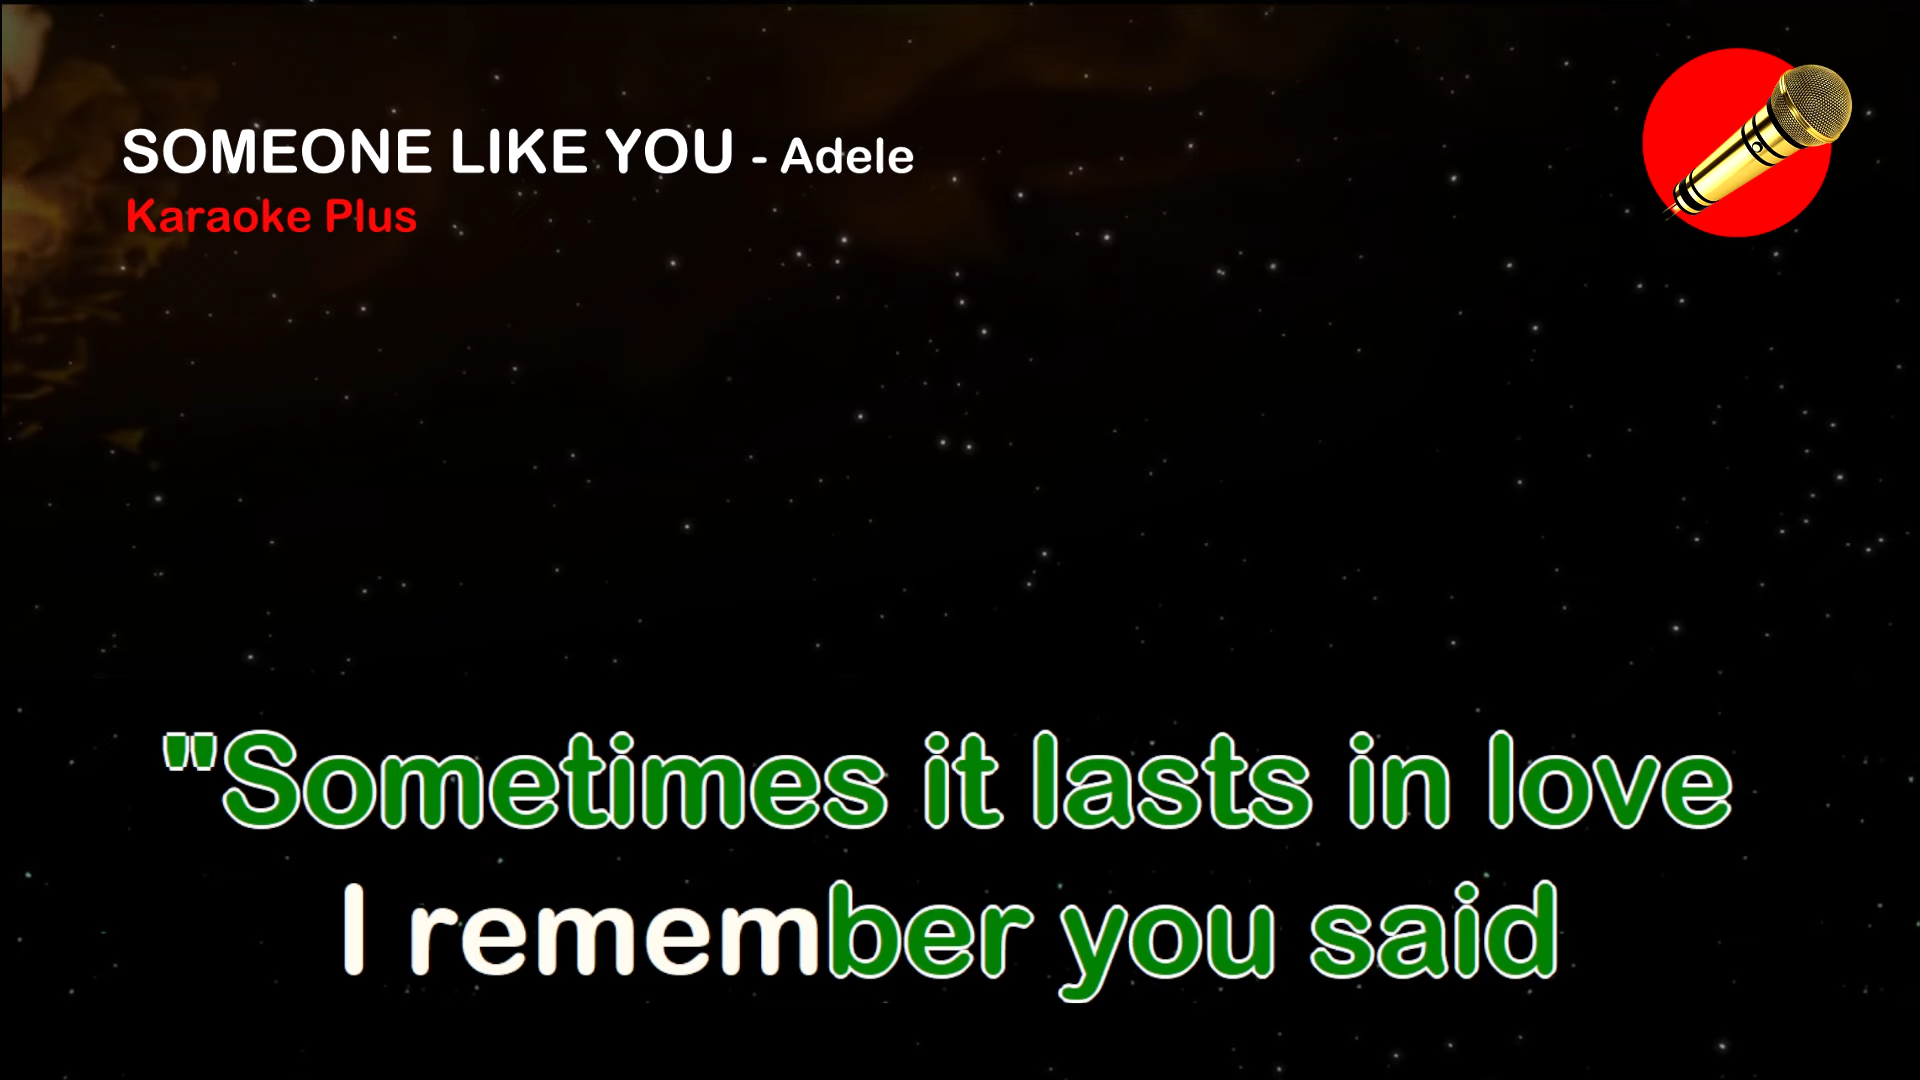 SOMEONE LIKE YOU - Adele
Karaoke Plus
"Sometimes it lasts in love
I remember you said